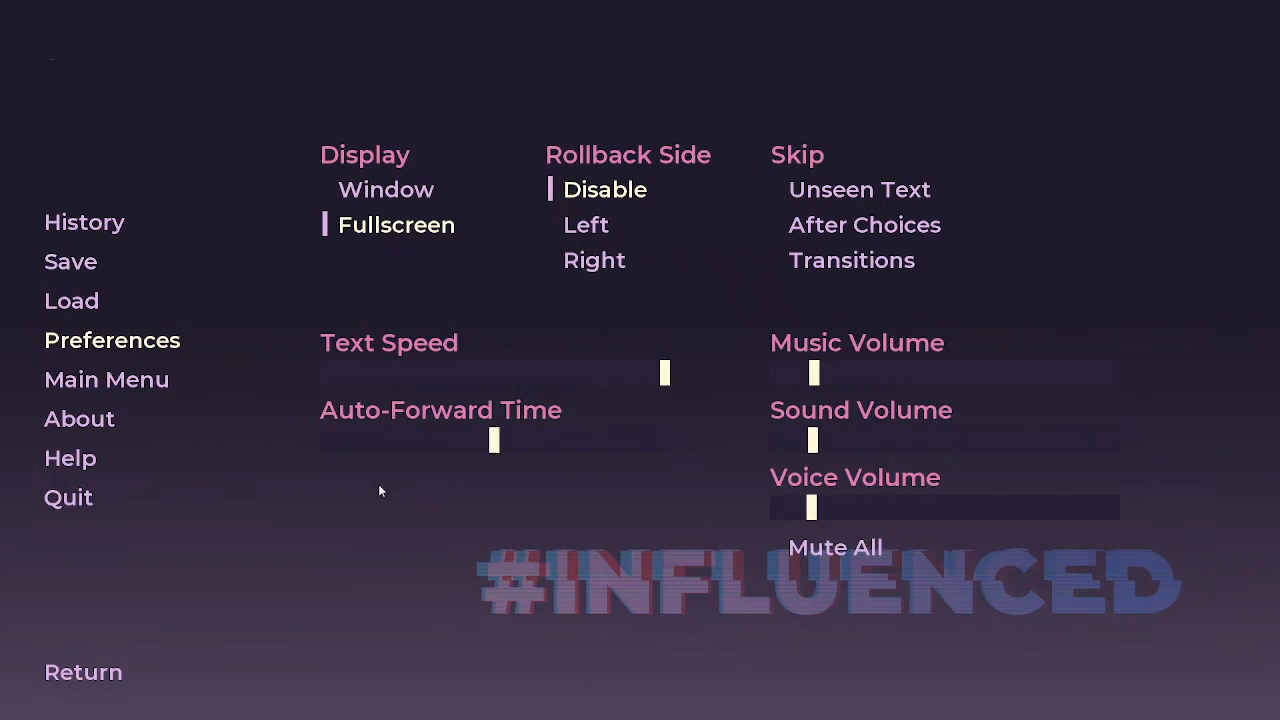 History
Save
Load
Preferences
Main Menu
About
Help
Quit
Return
Display
Window
Fullscreen
Rollback Side
Disable
Left
Right
Skip
Unseen Text
After Choices
Transitions
Text Speed
Auto-Forward Time
Music Volume
Sound Volume
Voice Volume
Mute All
#INFLUENCED